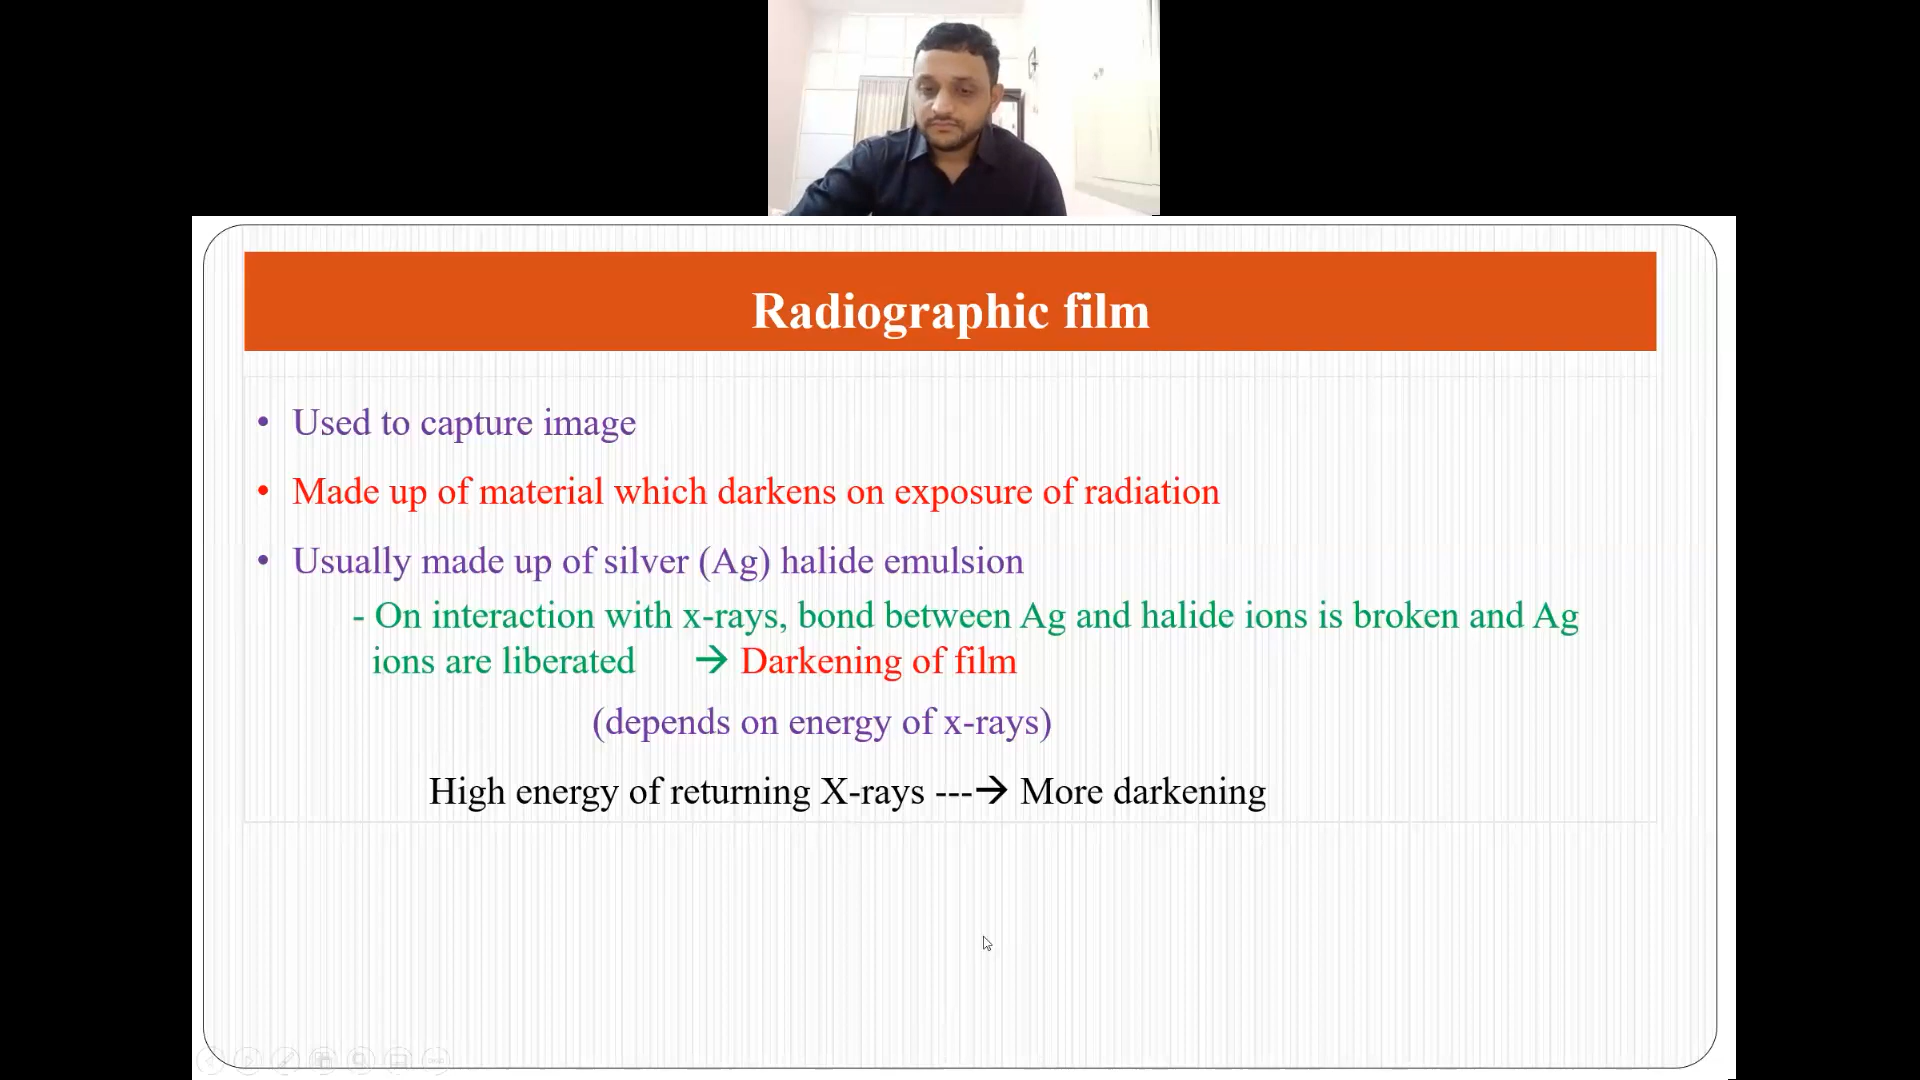 Radiographic film
• Used to capture image
• Made up of material which darkens on exposure of radiation
• Usually made up of silver (Ag) halide emulsion
- On interaction with x-rays, bond between Ag and halide ions is broken and Ag
ions are liberated → Darkening of film
(depends on energy of x-rays)
High energy of returning X-rays ---→ More darkening